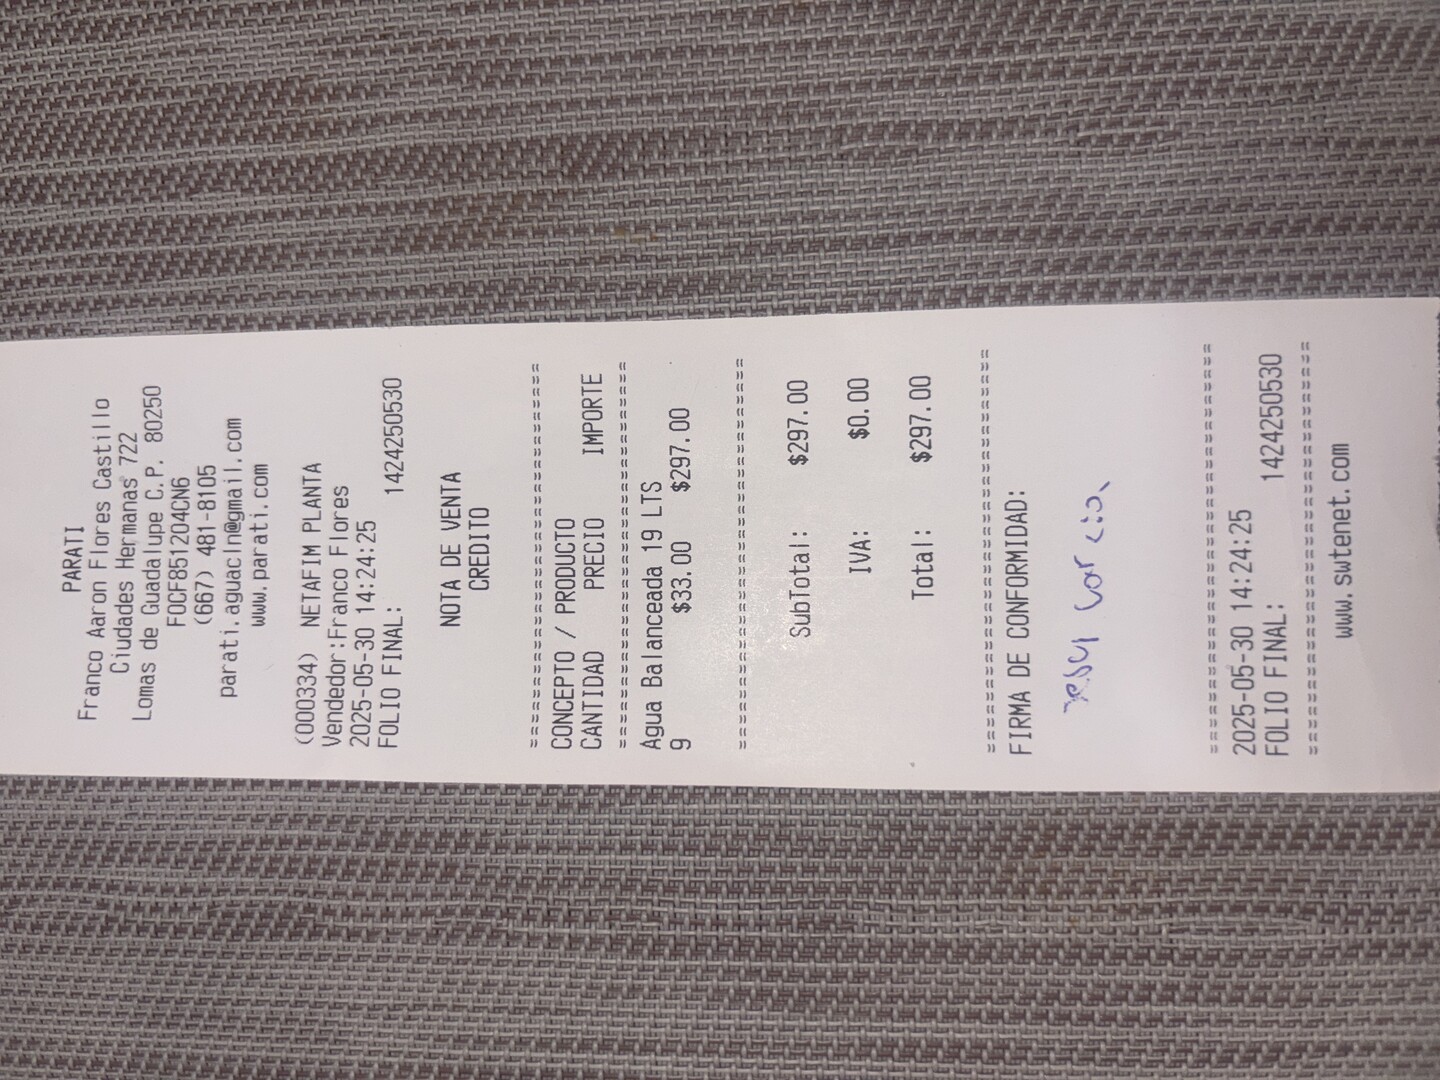 PARATI
Franco Aaron Flores Castillo
Ciudades Hermanas 722
Lomas de Guadalupe C.P. 80250
FOCF851204CN6
(667) 481-8105
parati.aguacln@gmail.com
www.parati.com
(000334) NETAFIM PLANTA
Vendedor:Franco Flores
2025-05-30 14:24:25
FOLIO FINAL: 1424250530
NOTA DE VENTA
CREDITO
==============================
CONCEPTO / PRODUCTO
CANTIDAD PRECIO IMPORTE
==============================
Agua Balanceada 19 LTS
9 $33.00 $297.00
==============================
SubTotal: $297.00
IVA: $0.00
Total: $297.00
==============================
FIRMA DE CONFORMIDAD:
==============================
2025-05-30 14:24:25
FOLIO FINAL: 1424250530
==============================
www.swtenet.com